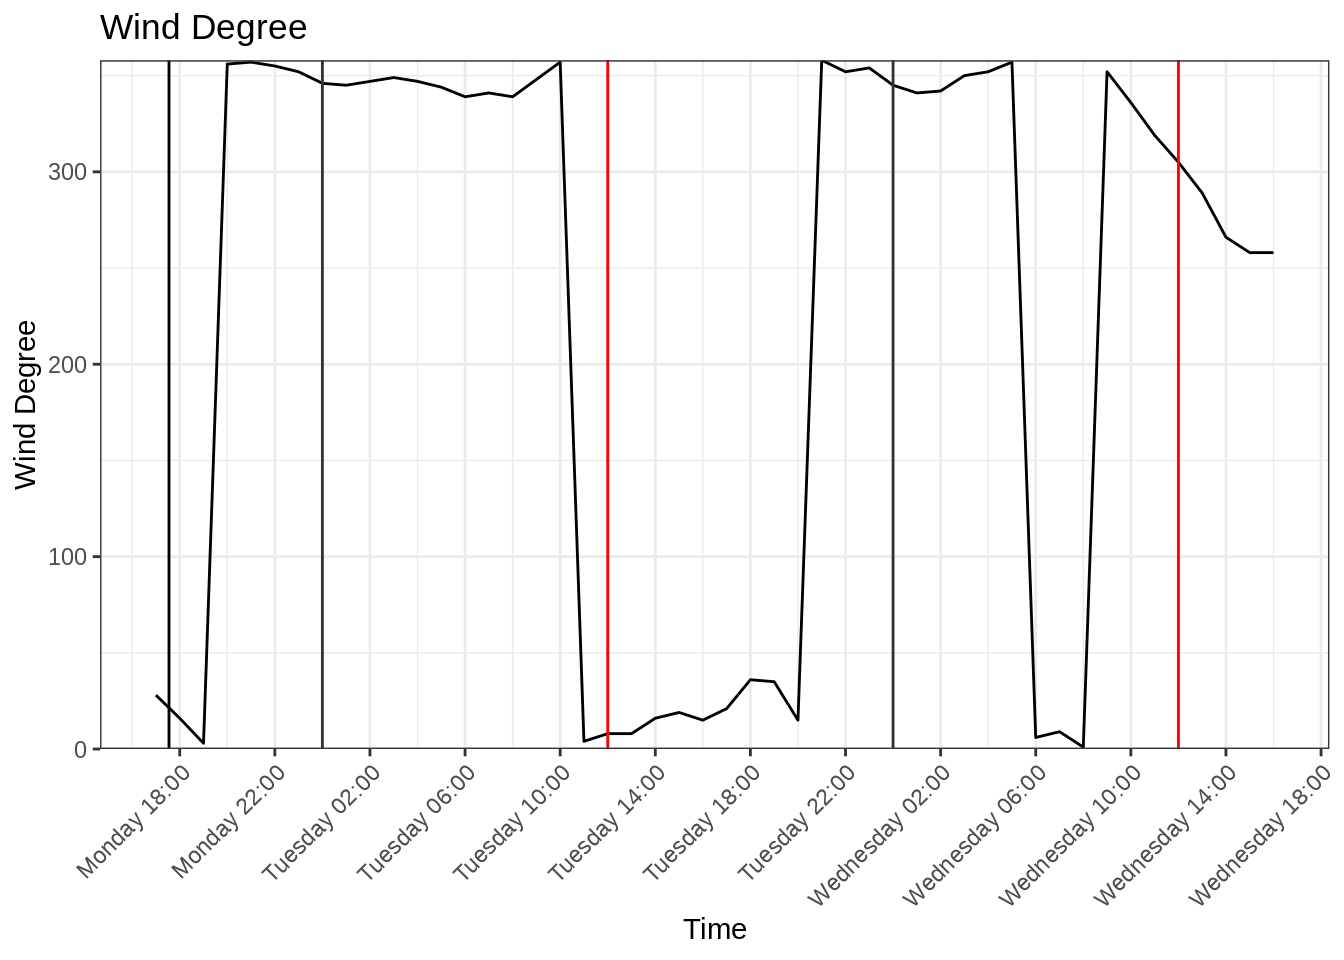 Wind Degree
Wind Degree
300
200
100
0
Monday 18:00
Monday 22:00
Tuesday 02:00
Tuesday 06:00
Tuesday 10:00
Tuesday 14:00
Tuesday 18:00
Tuesday 22:00
Wednesday 02:00
Wednesday 06:00
Wednesday 10:00
Wednesday 14:00
Wednesday 18:00
Time